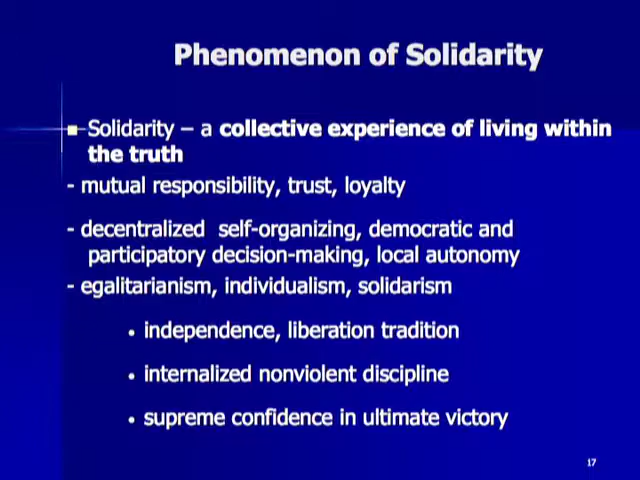 Phenomenon of Solidarity
Solidarity – a collective experience of living within
the truth
- mutual responsibility, trust, loyalty
- decentralized self-organizing, democratic and
participatory decision-making, local autonomy
- egalitarianism, individualism, solidarism
• independence, liberation tradition
• internalized nonviolent discipline
• supreme confidence in ultimate victory
17